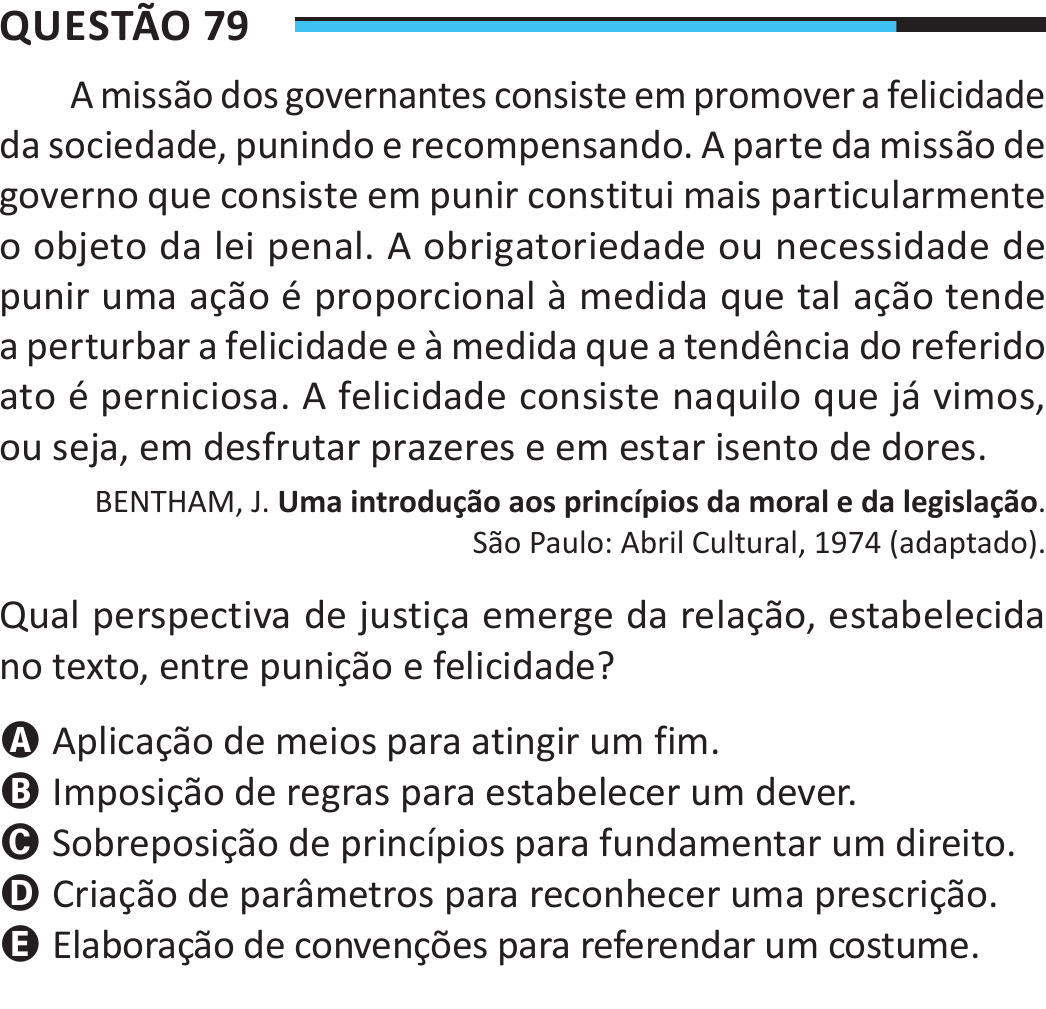 QUESTÃO 79
A missão dos governantes consiste em promover a felicidade
da sociedade, punindo e recompensando. A parte da missão de
governo que consiste em punir constitui mais particularmente
o objeto da lei penal. A obrigatoriedade ou necessidade de
punir uma ação é proporcional à medida que tal ação tende
a perturbar a felicidade e à medida que a tendência do referido
ato é perniciosa. A felicidade consiste naquilo que já vimos,
ou seja, em desfrutar prazeres e em estar isento de dores.
BENTHAM, J. Uma introdução aos princípios da moral e da legislação.
São Paulo: Abril Cultural, 1974 (adaptado).
Qual perspectiva de justiça emerge da relação, estabelecida
no texto, entre punição e felicidade?
A Aplicação de meios para atingir um fim.
B Imposição de regras para estabelecer um dever.
C Sobreposição de princípios para fundamentar um direito.
D Criação de parâmetros para reconhecer uma prescrição.
E Elaboração de convenções para referendar um costume.